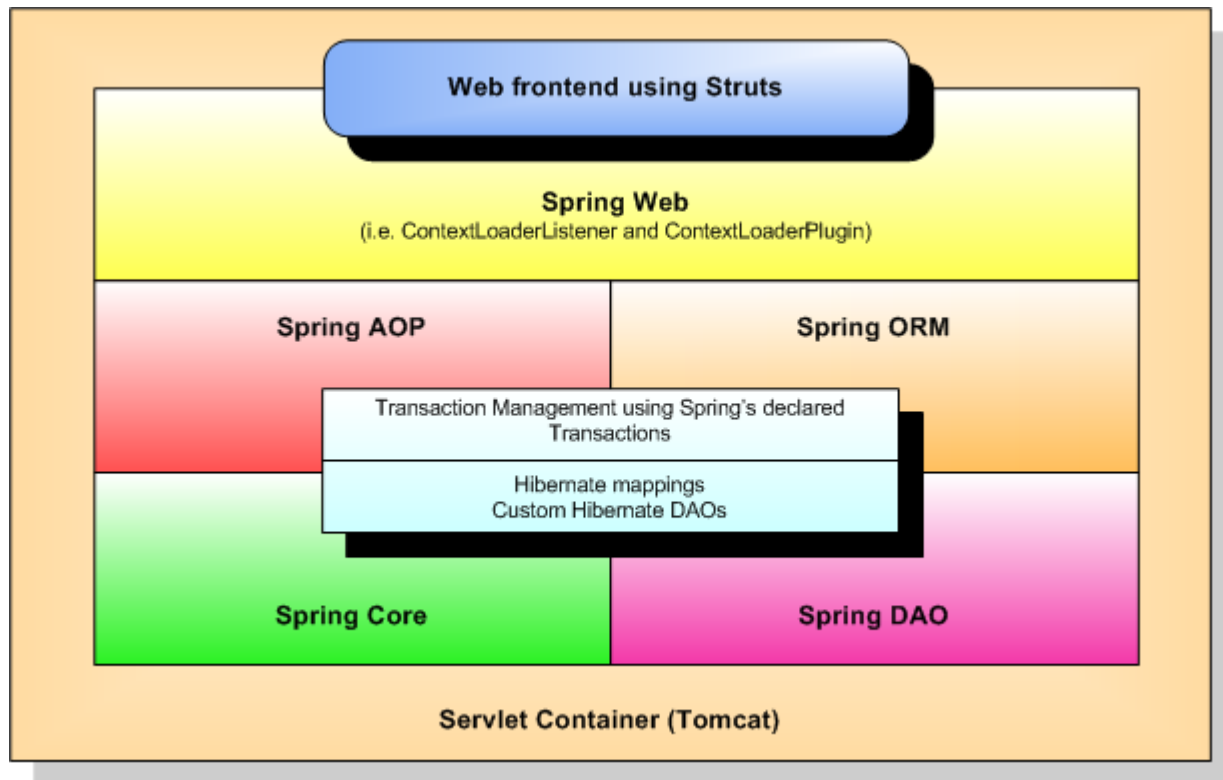 Web frontend using Struts
Spring Web
(i.e. ContextLoaderListener and ContextLoaderPlugin)
Spring AOP
Spring ORM
Transaction Management using Spring's declared
Transactions
Hibernate mappings
Custom Hibernate DAOs
Spring Core
Spring DAO
Servlet Container (Tomcat)